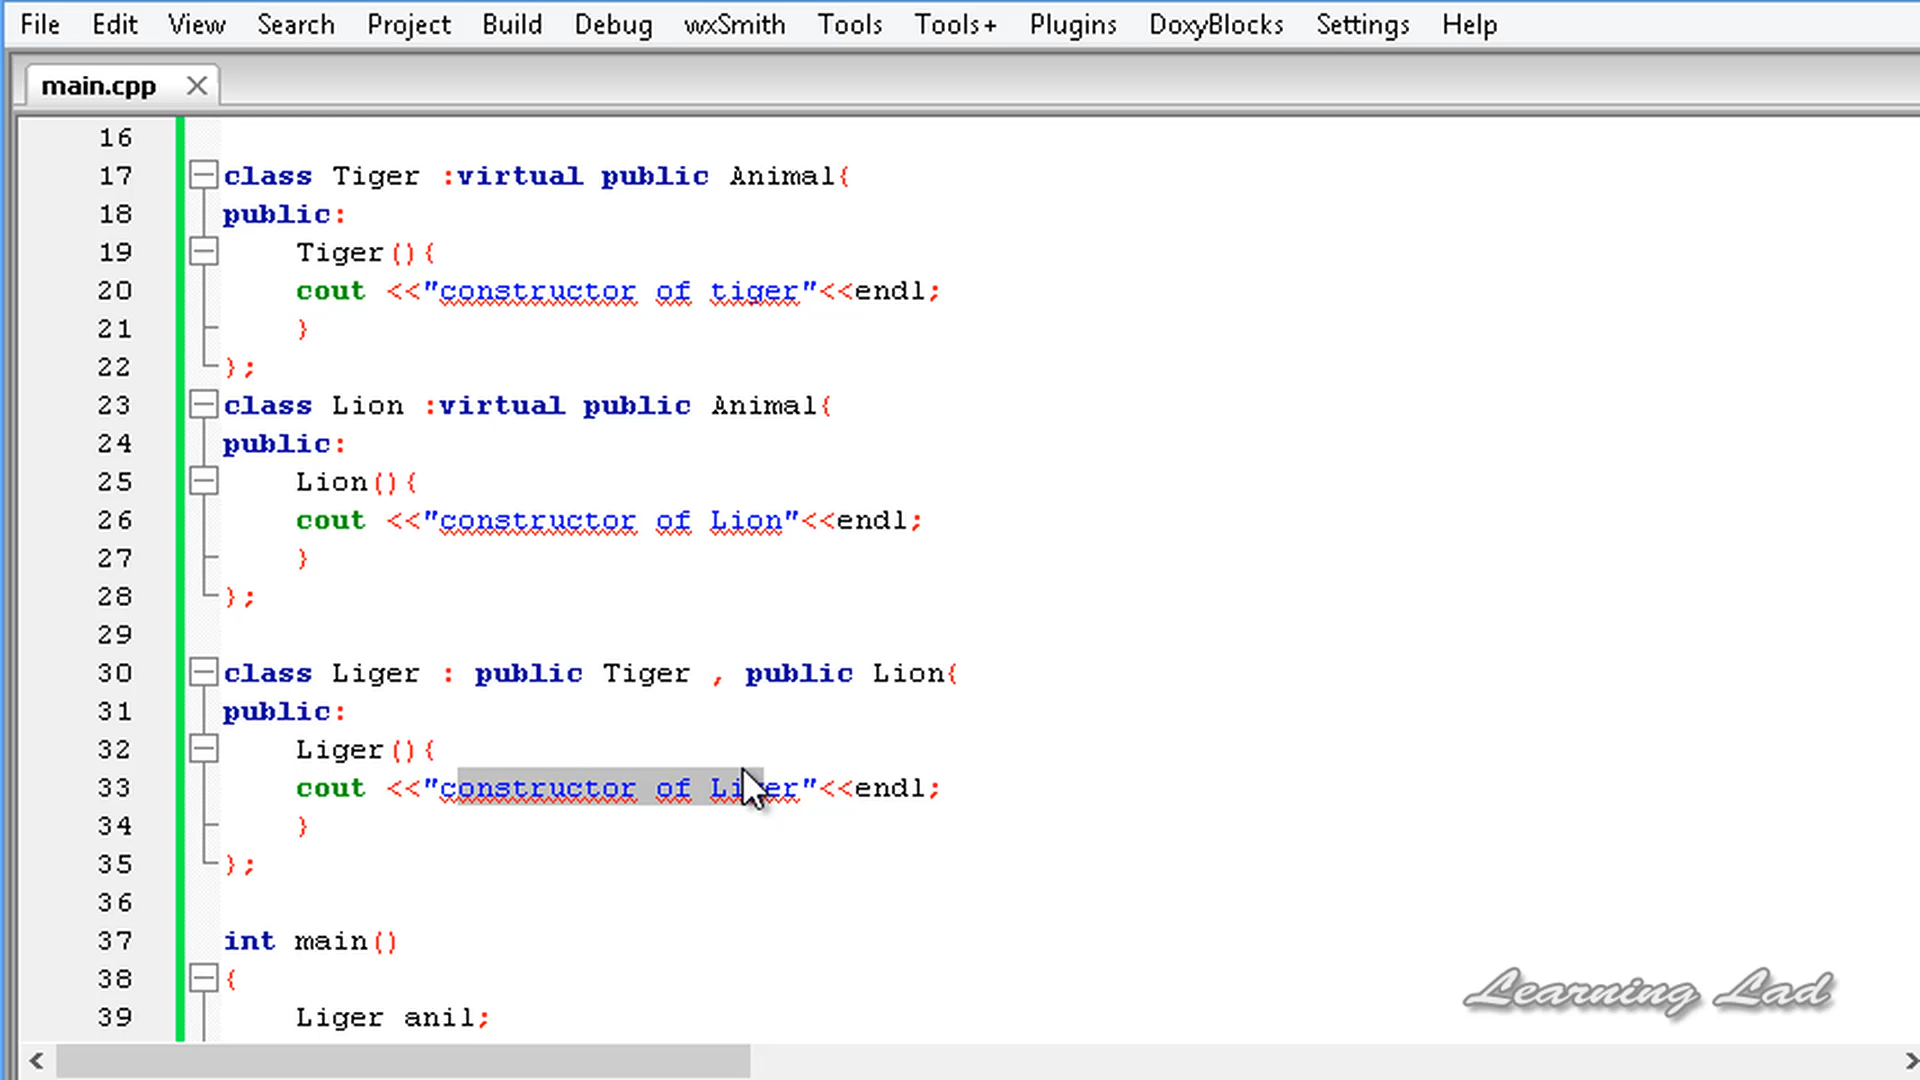 File Edit View Search Project Build Debug wxSmith Tools Tools+ Plugins DoxyBlocks Settings Help
main.cpp
16
17 class Tiger :virtual public Animal{
18 public:
19 Tiger(){
20 cout <<"constructor of tiger"<<endl;
21 }
22 };
23 class Lion :virtual public Animal{
24 public:
25 Lion(){
26 cout <<"constructor of Lion"<<endl;
27 }
28 };
29
30 class Liger : public Tiger , public Lion{
31 public:
32 Liger(){
33 cout <<"constructor of Liger"<<endl;
34 }
35 };
36
37 int main()
38 {
39 Liger anil;
Learning Lad